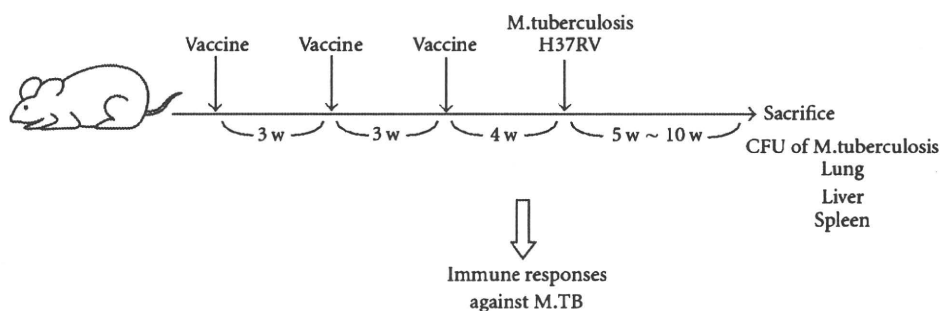 M.tuberculosis
Vaccine Vaccine Vaccine H37RV
Sacrifice
3 w 3 w 4 w 5 w ~ 10 w
CFU of M.tuberculosis
Lung
Liver
Spleen
Immune responses
against M.TB